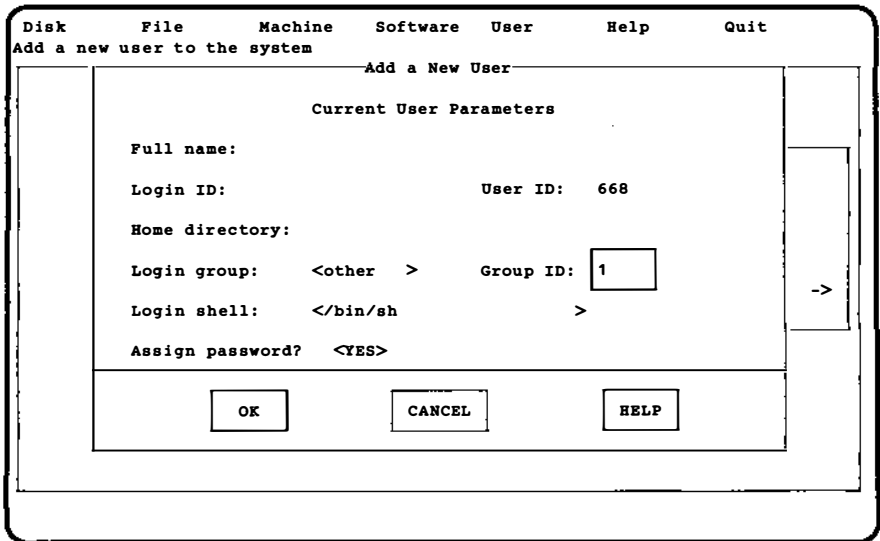 Disk File Machine Software User Help Quit
Add a new user to the system
Add a New User
Current User Parameters
Full name:
Login ID: User ID: 668
Home directory:
Login group: <other > Group ID: 1
Login shell: </bin/sh >
Assign password? <YES>
->
OK CANCEL HELP